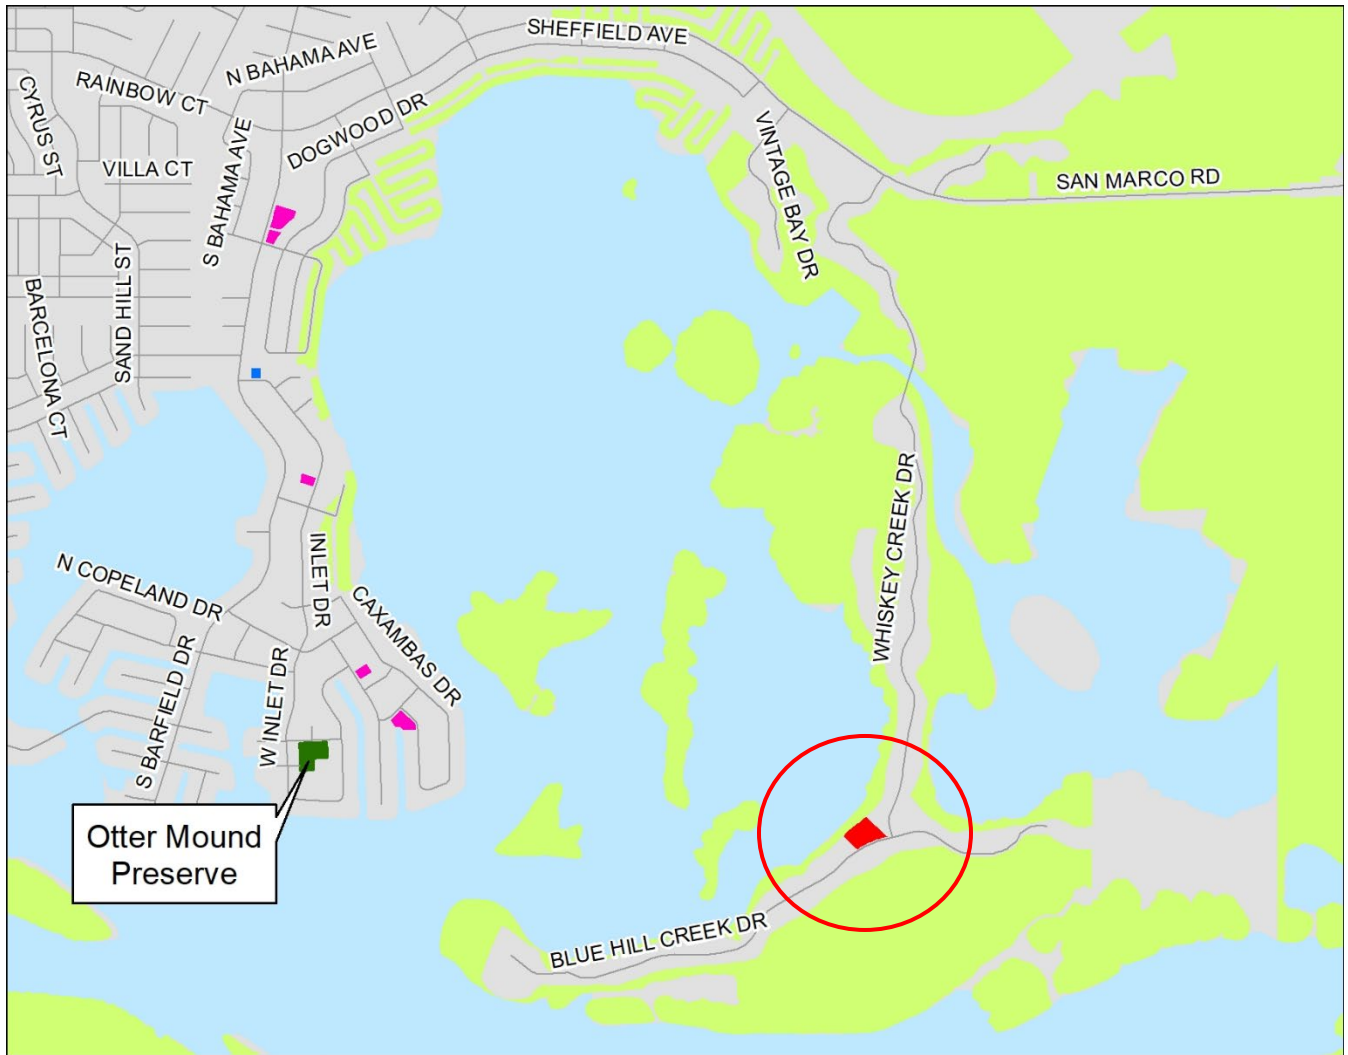 SHEFFIELD AVE
N BAHAMA AVE
RAINBOW CT
CYRUS ST
DOGWOOD DR
VINTAGE BAY DR
VILLA CT
S BAHAMA AVE
SAN MARCO RD
SAND HILL ST
BARCELONA CT
WHISKEY CREEK DR
INLET DR
N COPELAND DR
CAXAMBAS DR
S BARFIELD DR
W INLET DR
Otter Mound
Preserve
BLUE HILL CREEK DR